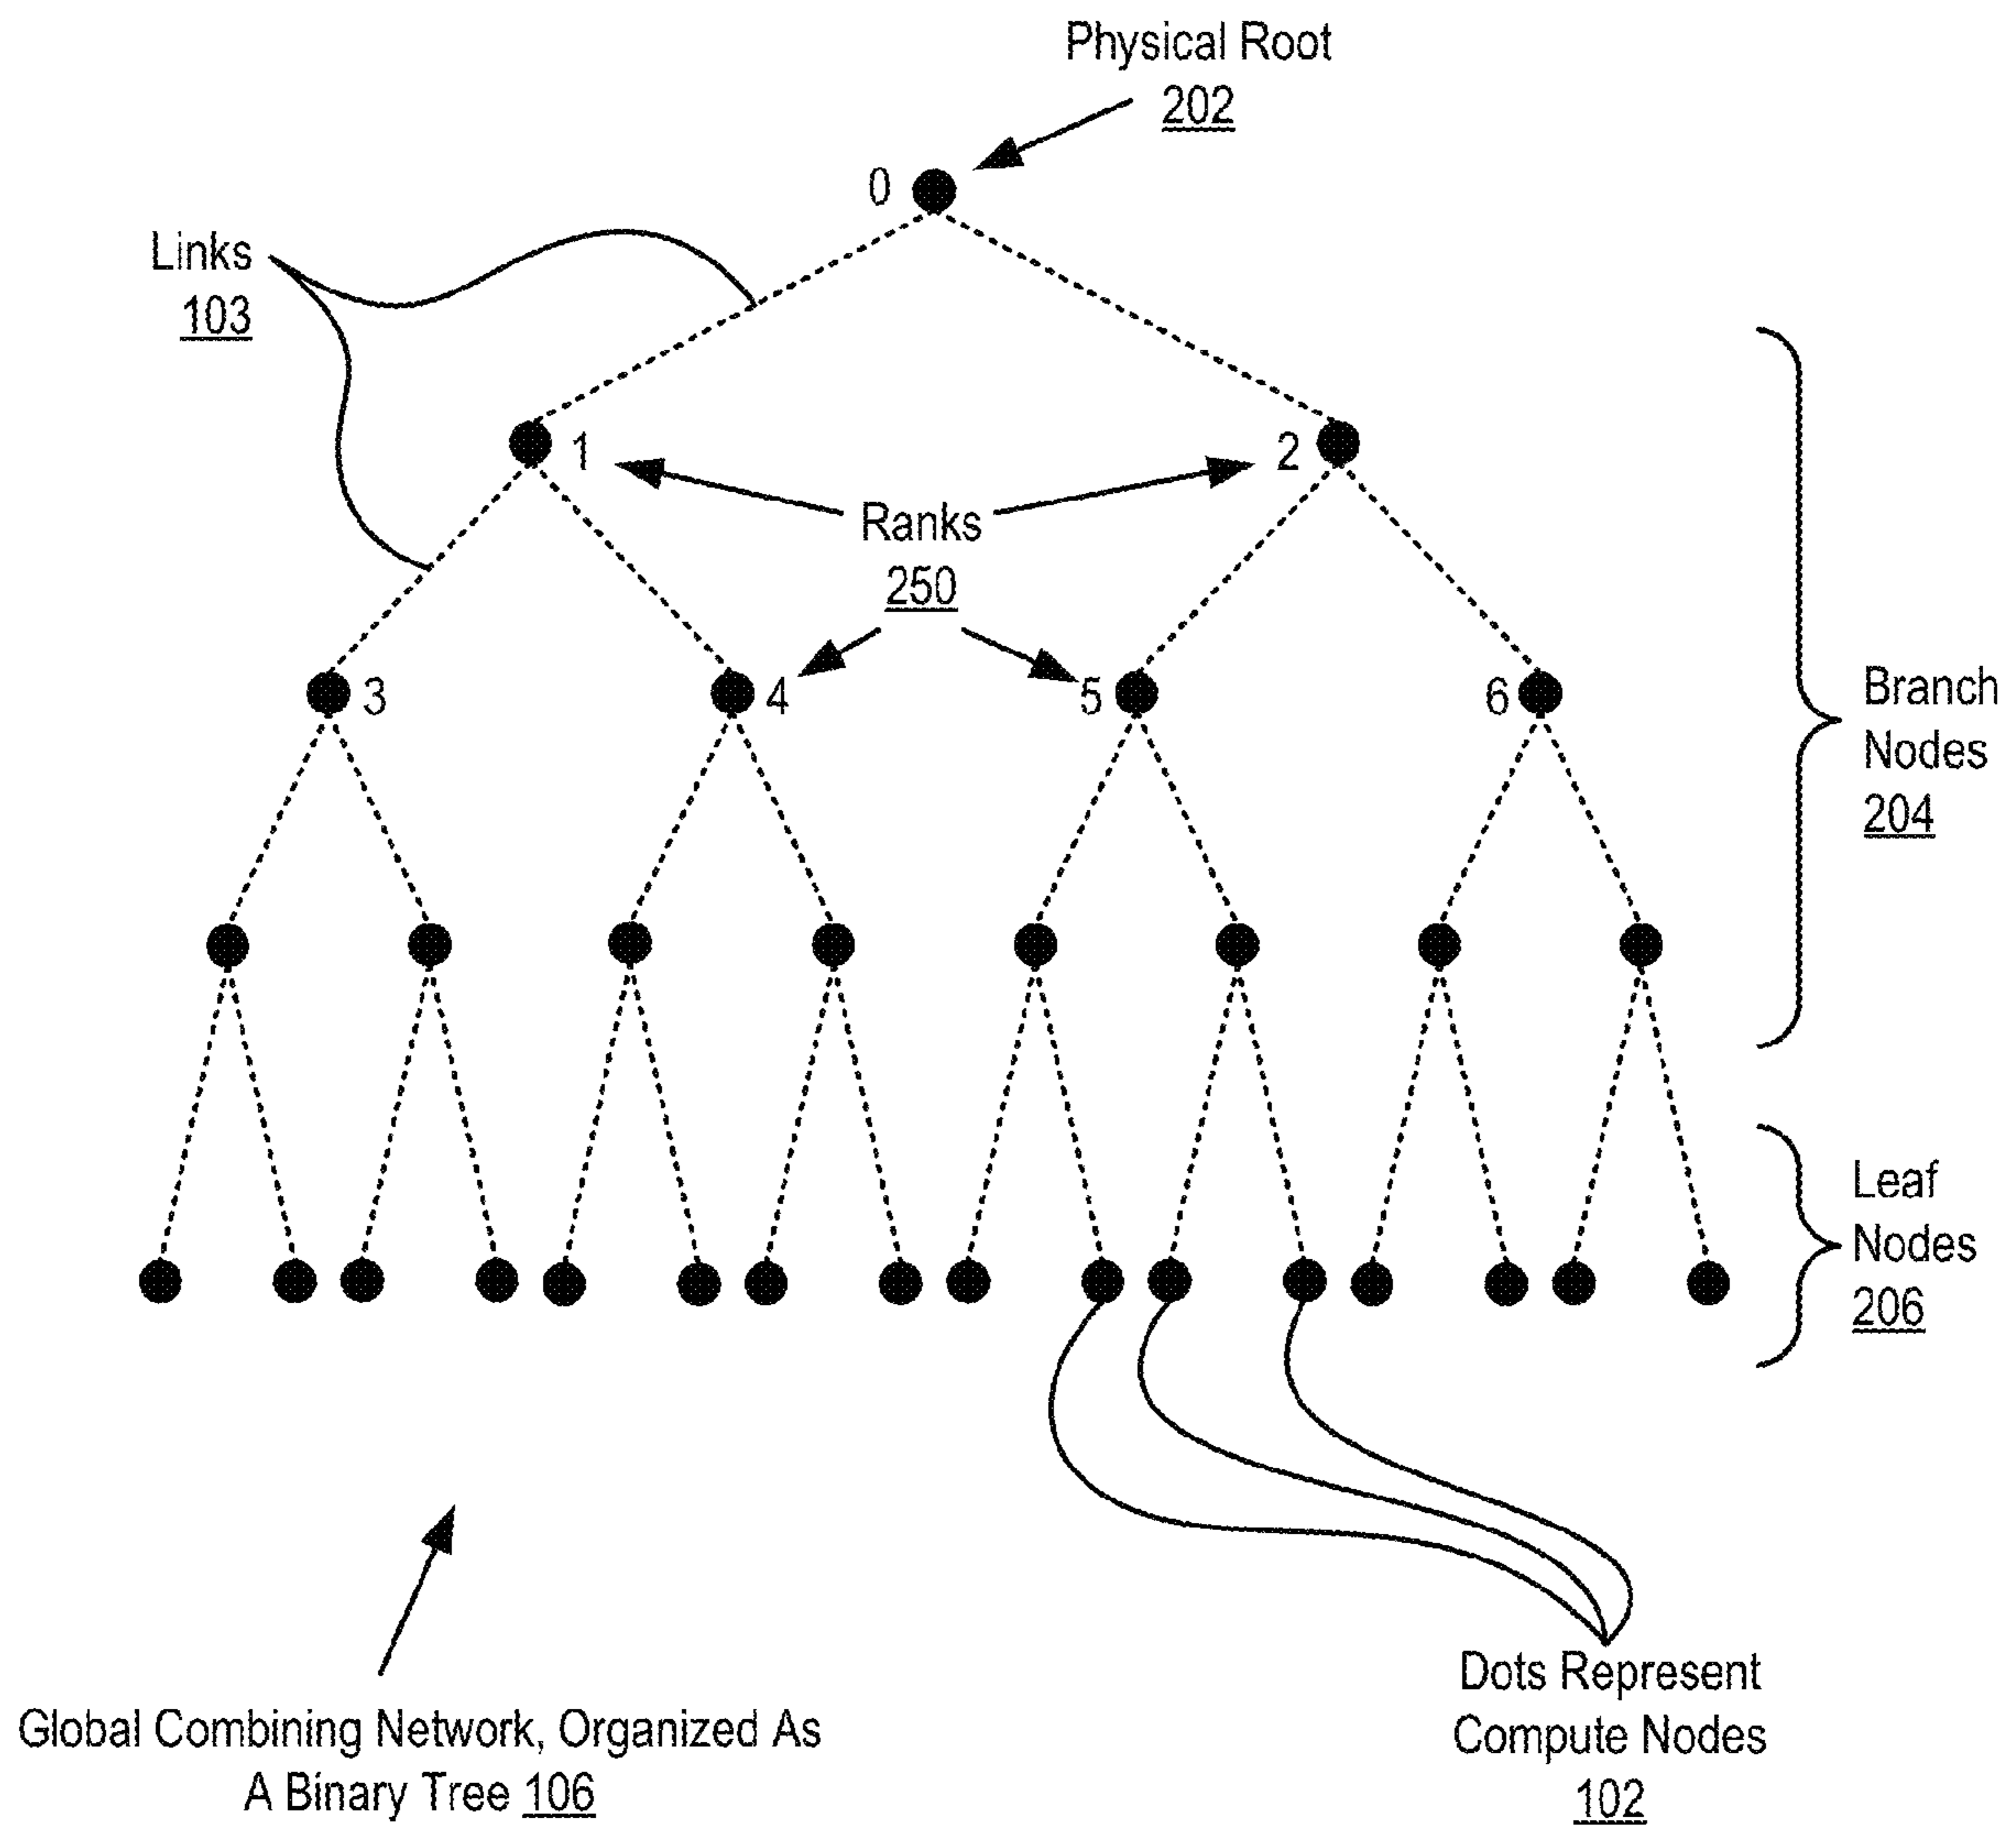 Physical Root
202
0
Links
103
1
2
Ranks
250
3
4
5
6
Branch
Nodes
204
Leaf
Nodes
206
Dots Represent
Compute Nodes
102
Global Combining Network, Organized As
A Binary Tree 106